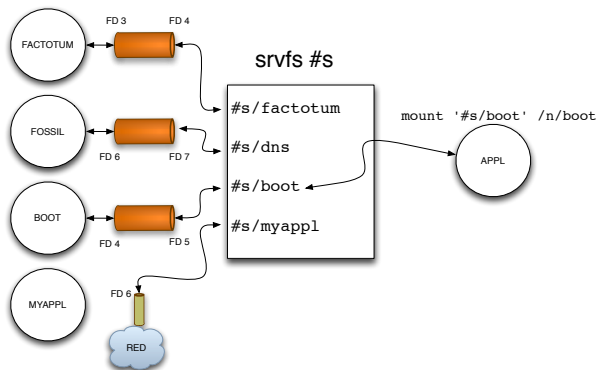 FD 3
FD 4
FACTOTUM
srvfs #s
#s/factotum
mount '#s/boot' /n/boot
FOSSIL
FD 6
FD 7
#s/dns
APPL
#s/boot
BOOT
FD 4
FD 5
#s/myappl
MYAPPL
FD 6
RED